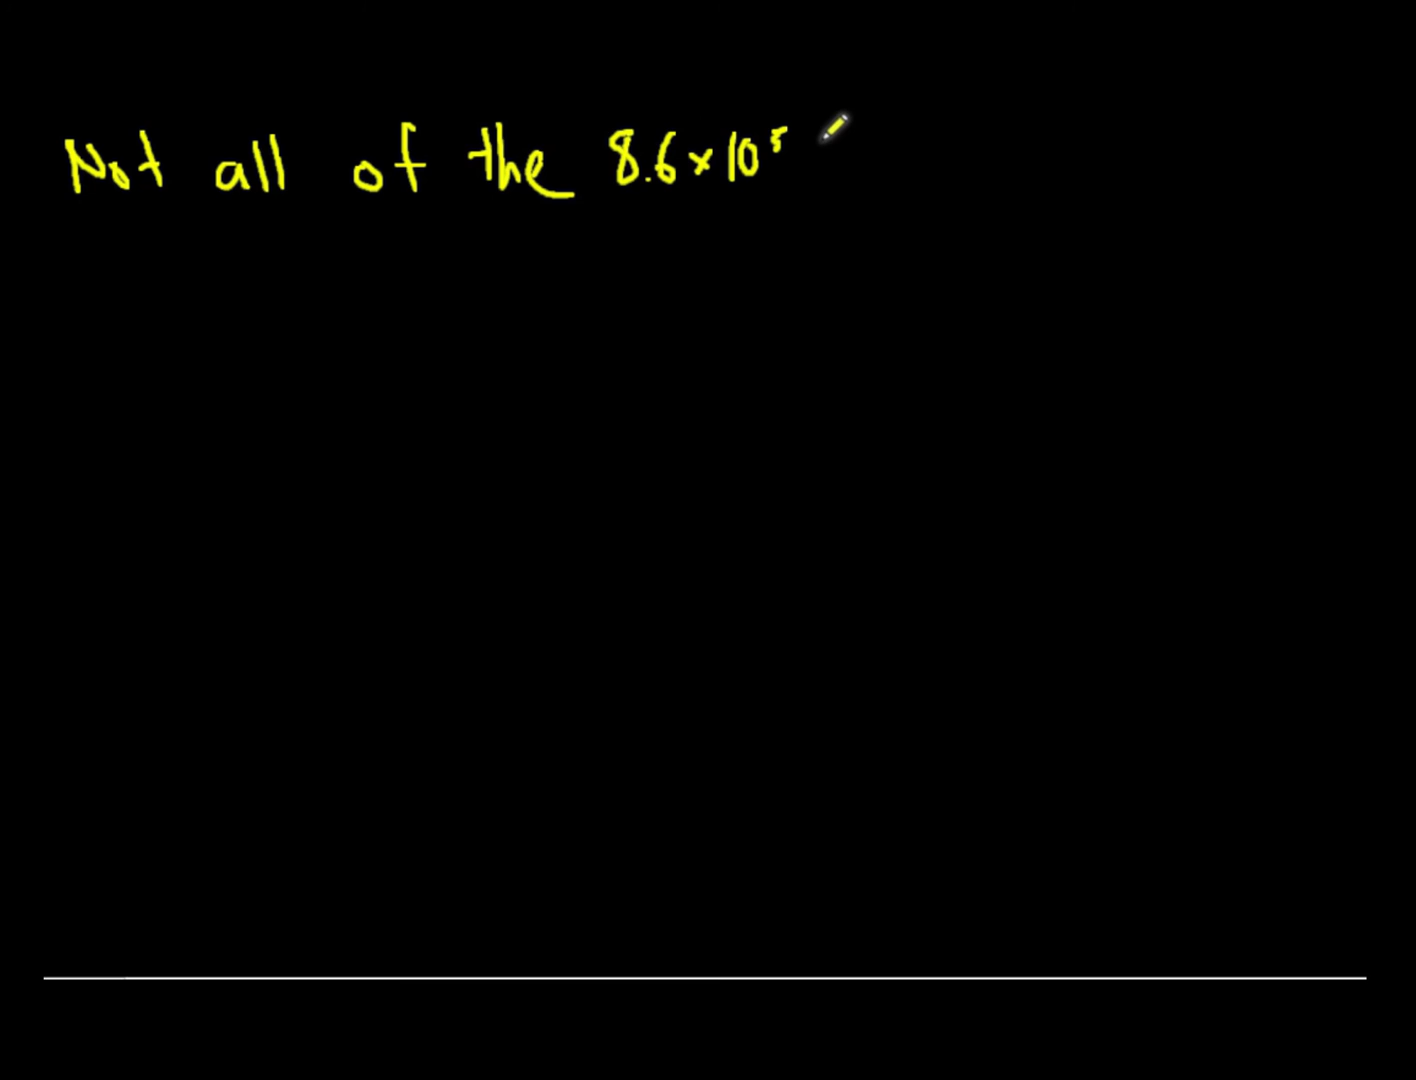 Not all of the 8.6×10⁵